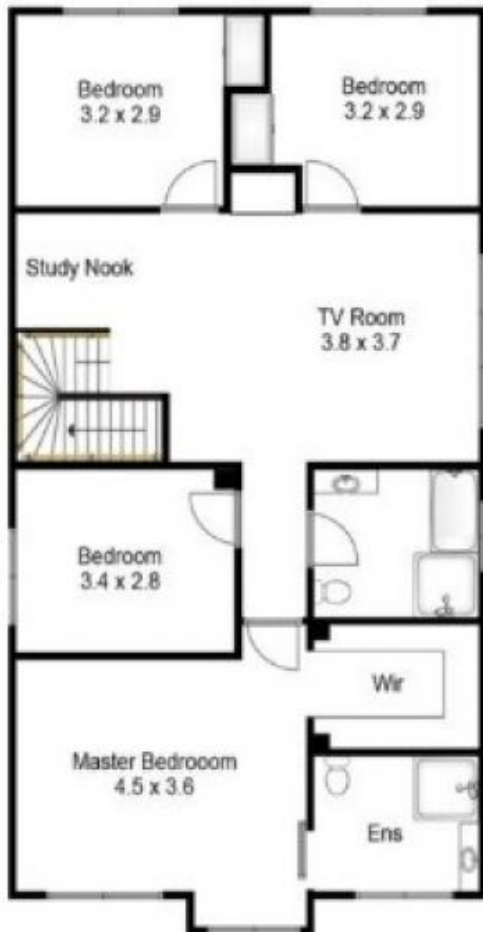 Bedroom
3.2 x 2.9
Bedroom
3.2 x 2.9
Study Nook
TV Room
3.8 x 3.7
Bedroom
3.4 x 2.8
Wir
Master Bedrooom
4.5 x 3.6
Ens